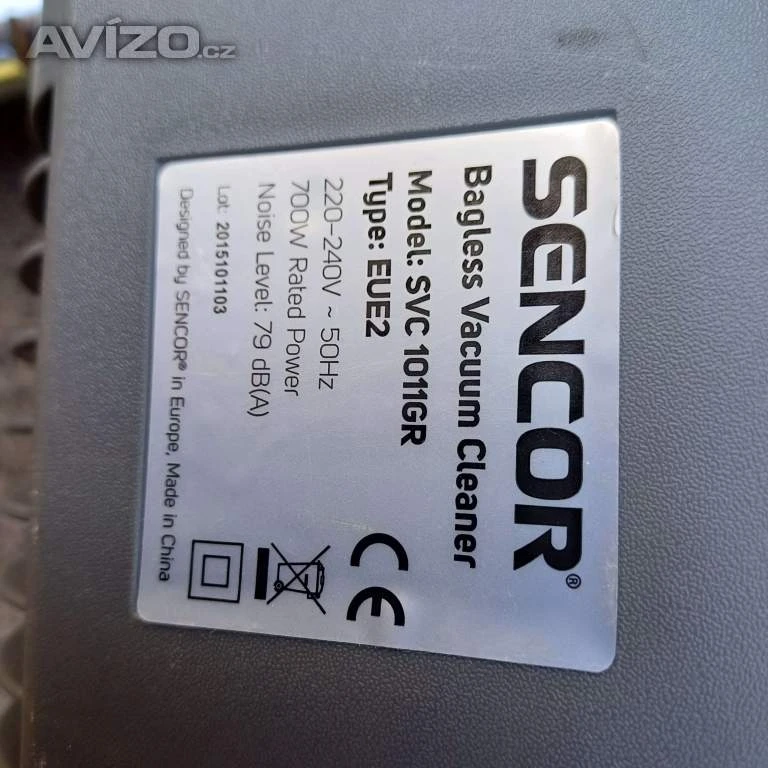 AVÍZO.cz
SENCOR®
Bagless Vacuum Cleaner
Model: SVC 1011GR
Type: EUE2
220-240V ~ 50Hz
700W Rated Power
Noise Level: 79 dB(A)
Lot: 2015101103
Designed by SENCOR® in Europe, Made in China
CE